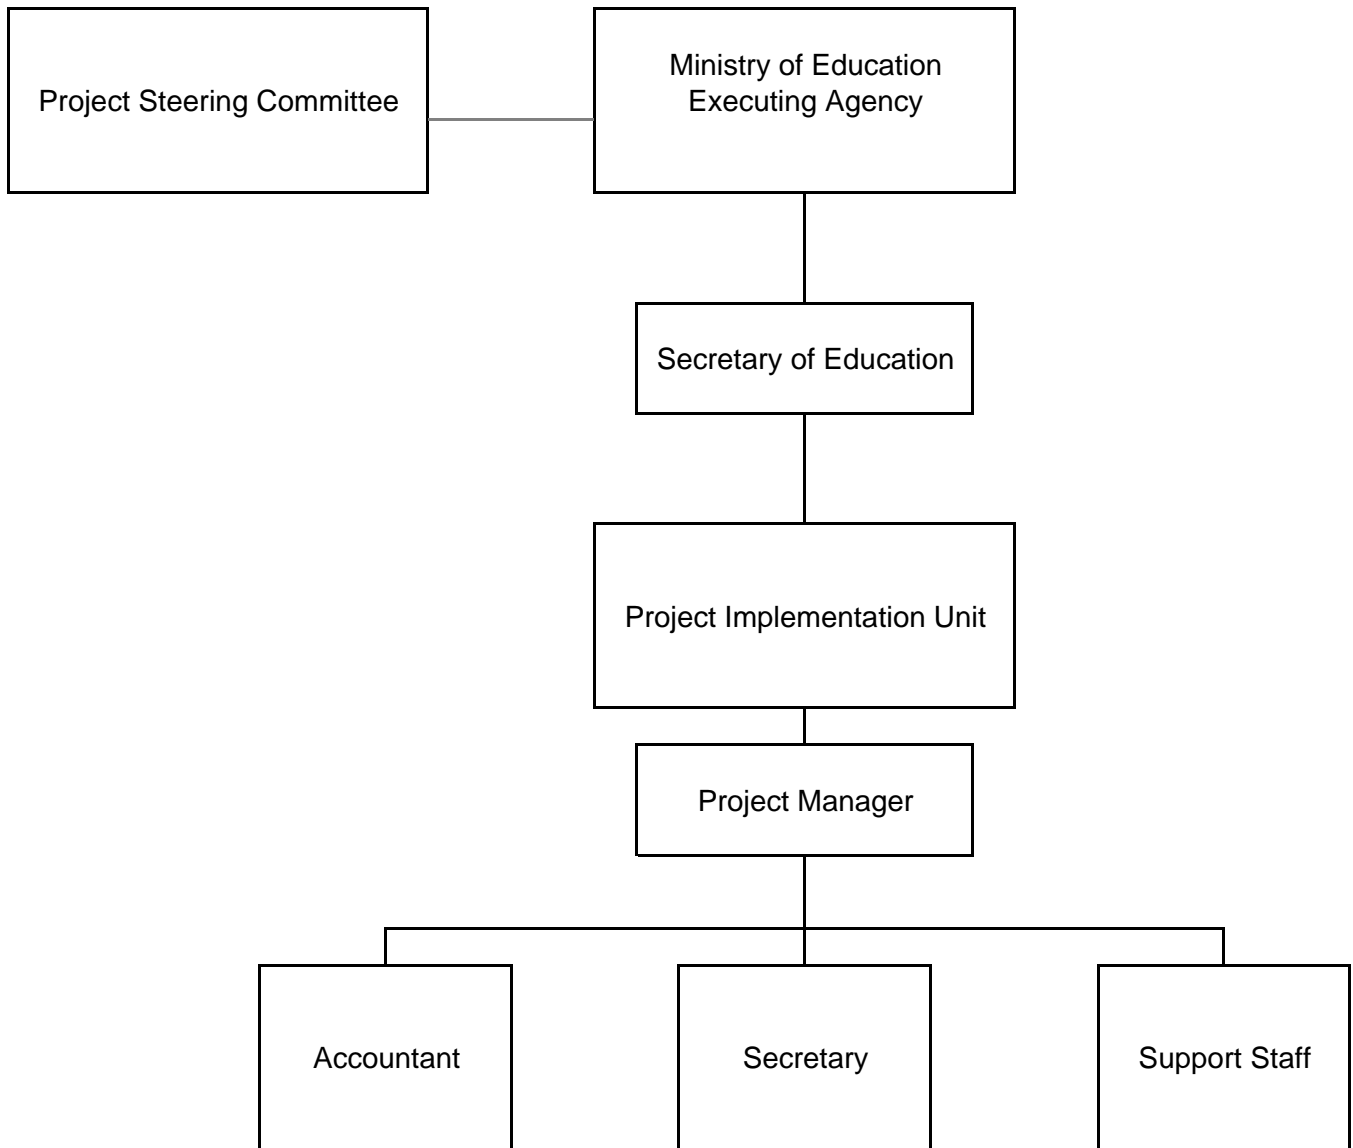 Project Steering Committee
Ministry of Education
Executing Agency
Secretary of Education
Project Implementation Unit
Project Manager
Accountant
Secretary
Support Staff